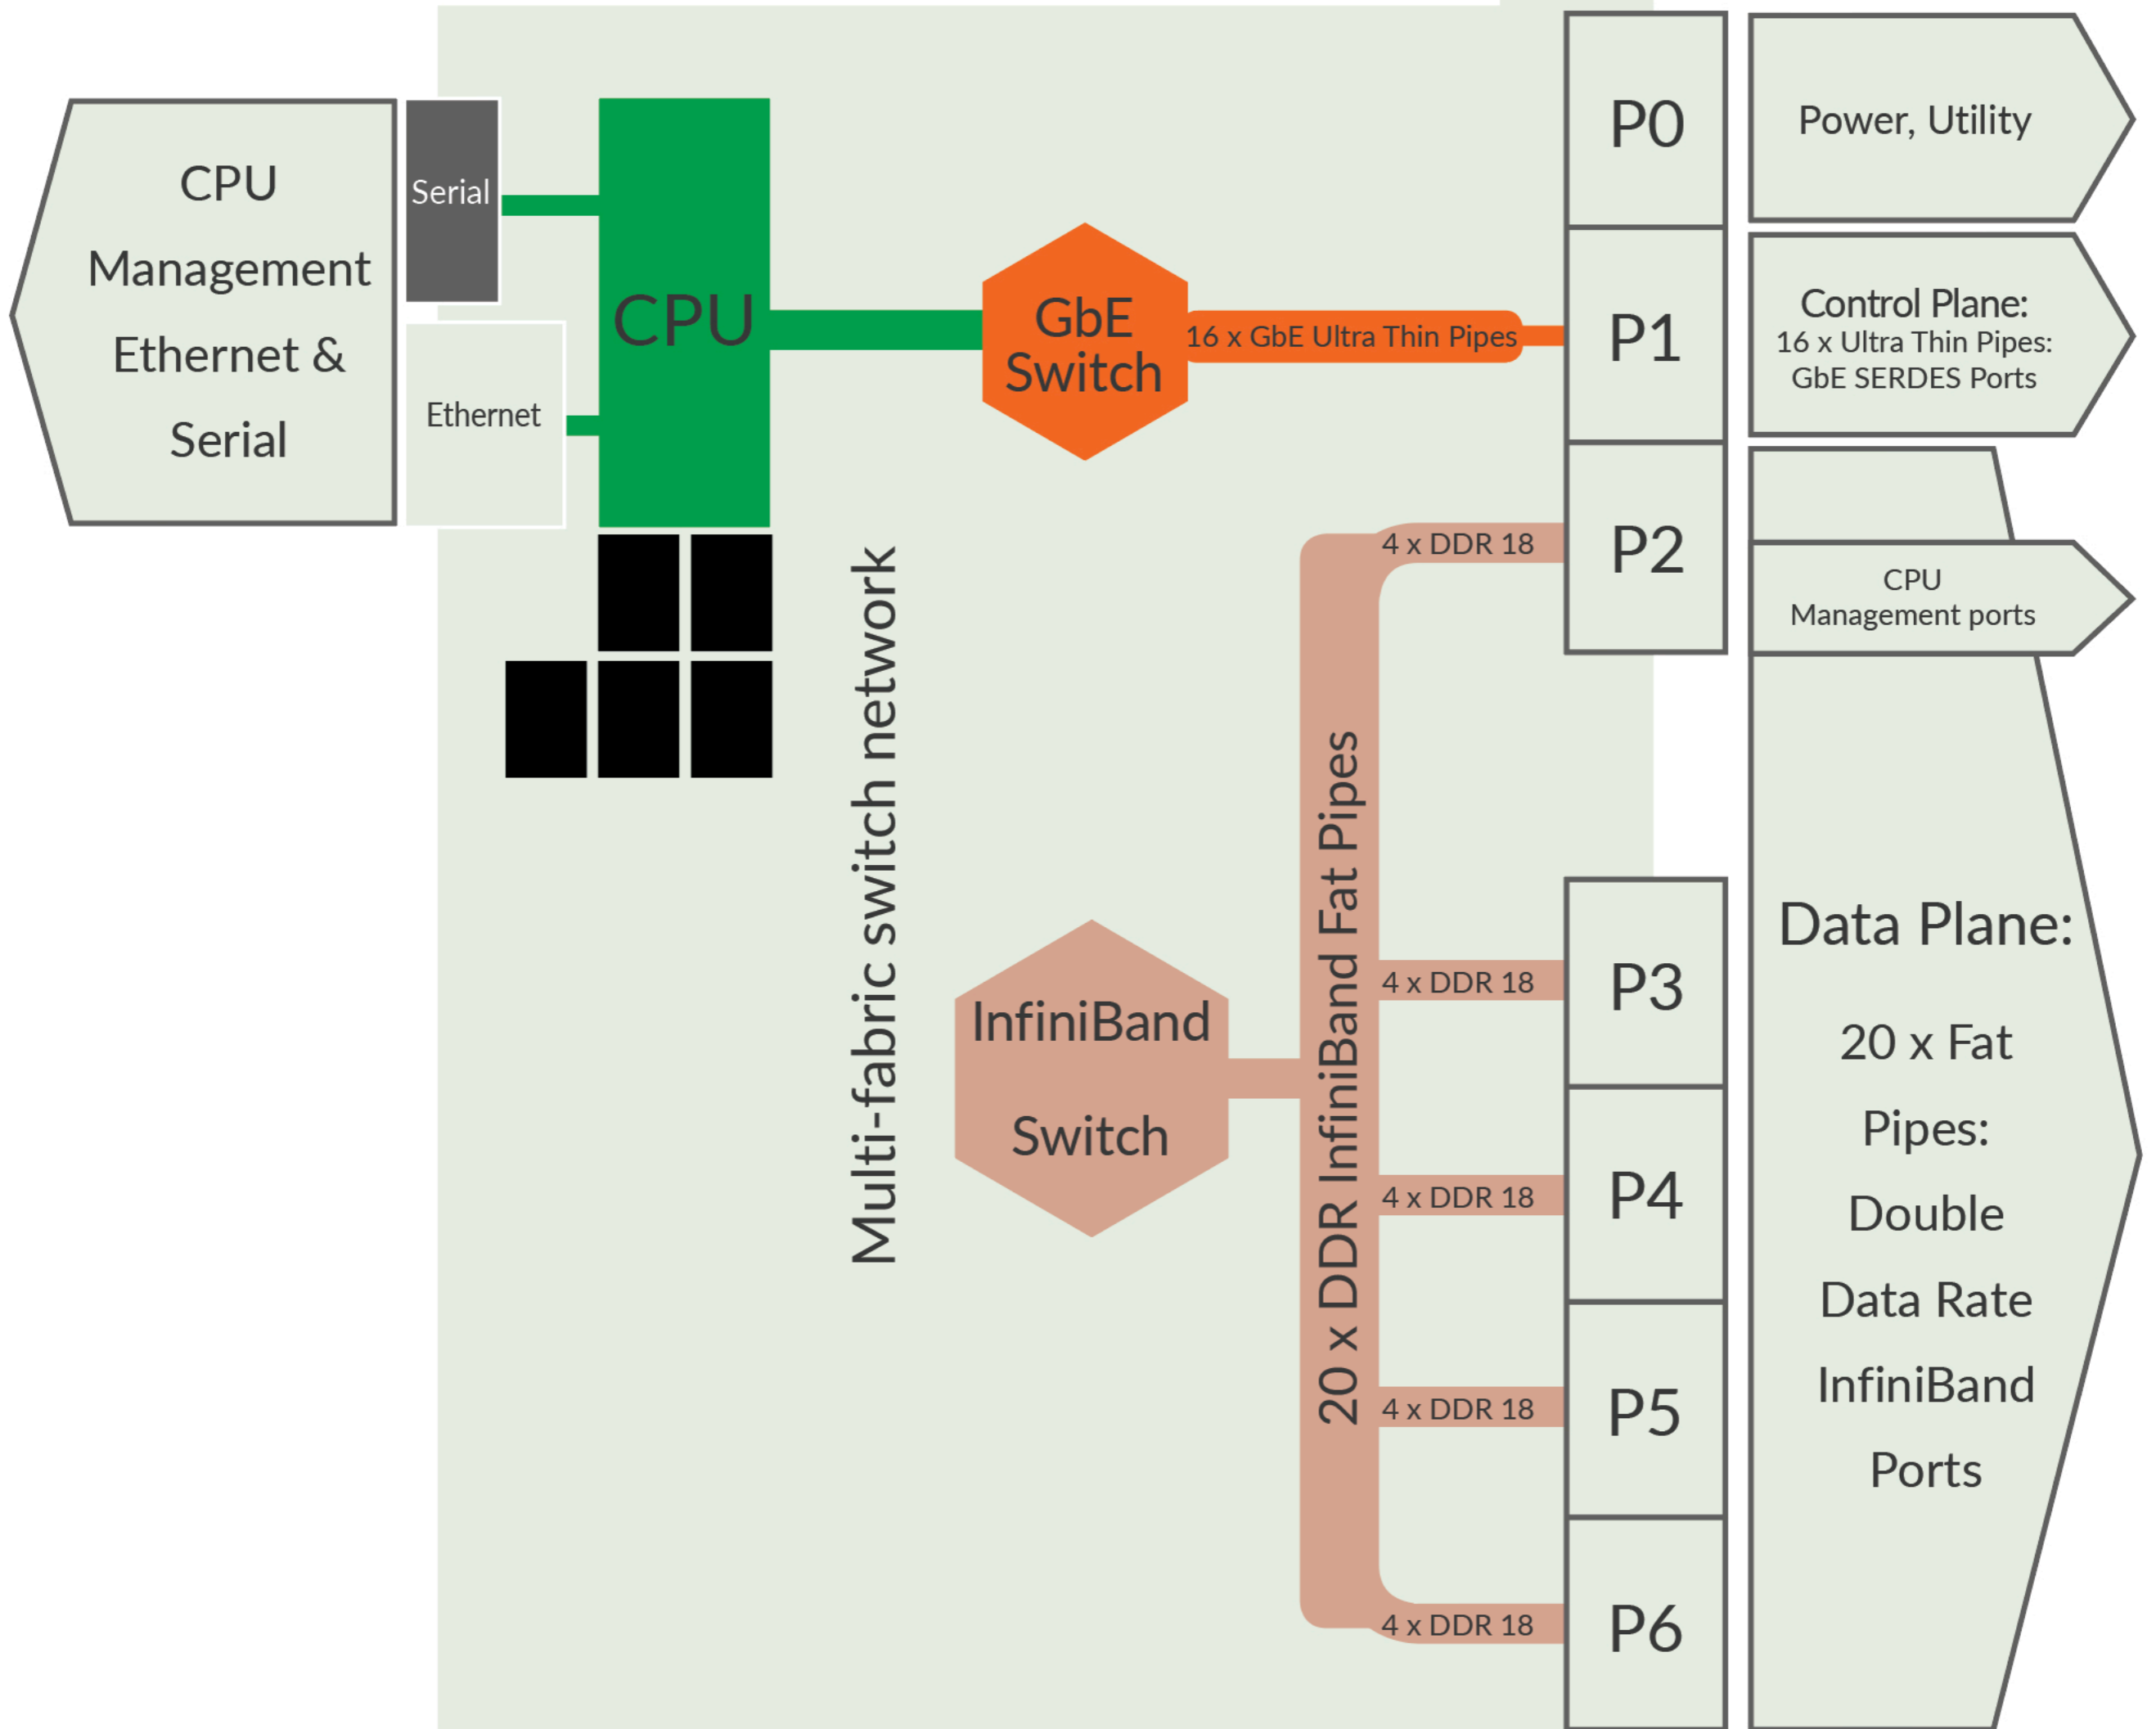 CPU
Management
Ethernet &
Serial
Serial
Ethernet
CPU
GbE
Switch
16 x GbE Ultra Thin Pipes
P0
P1
P2
Power, Utility
Control Plane:
16 x Ultra Thin Pipes:
GbE SERDES Ports
CPU
Management ports
Multi-fabric switch network
InfiniBand
Switch
20 x DDR InfiniBand Fat Pipes
4 x DDR 18
4 x DDR 18
4 x DDR 18
4 x DDR 18
4 x DDR 18
P3
P4
P5
P6
Data Plane:
20 x Fat
Pipes:
Double
Data Rate
InfiniBand
Ports